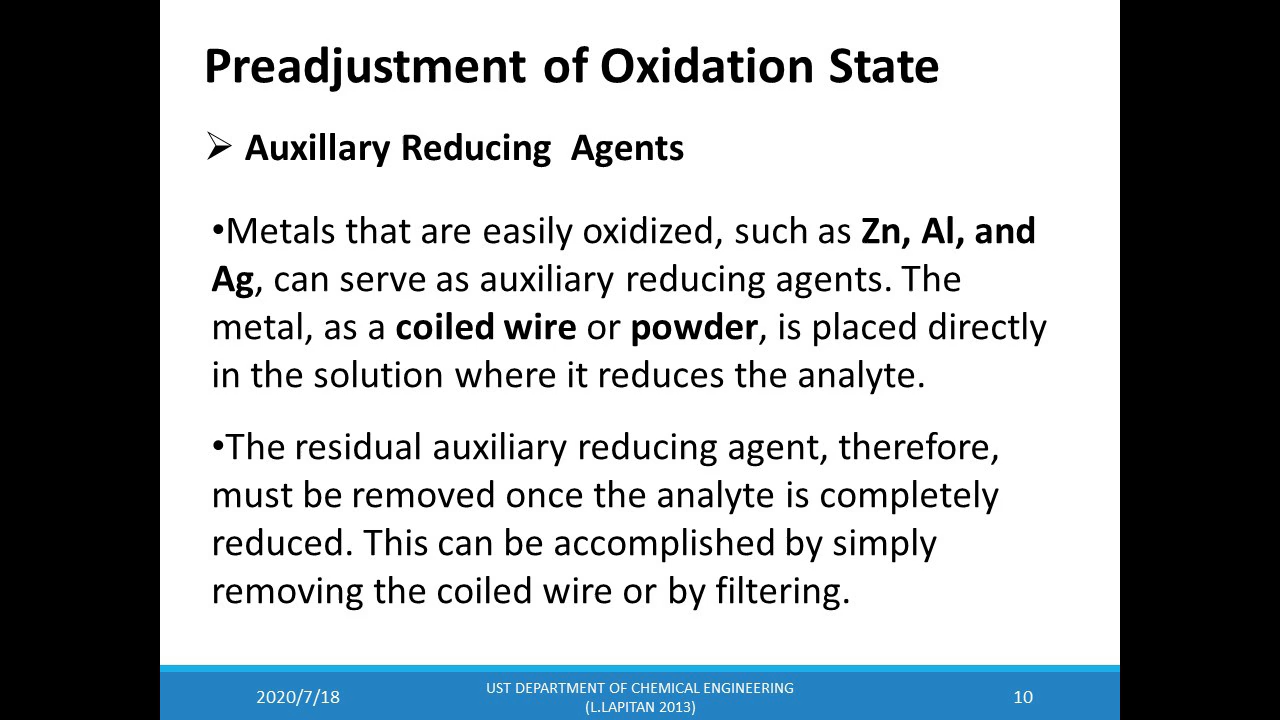 Preadjustment of Oxidation State
➢ Auxillary Reducing Agents
•Metals that are easily oxidized, such as Zn, Al, and
Ag, can serve as auxiliary reducing agents. The
metal, as a coiled wire or powder, is placed directly
in the solution where it reduces the analyte.
•The residual auxiliary reducing agent, therefore,
must be removed once the analyte is completely
reduced. This can be accomplished by simply
removing the coiled wire or by filtering.
2020/7/18
UST DEPARTMENT OF CHEMICAL ENGINEERING
(L.LAPITAN 2013)
10